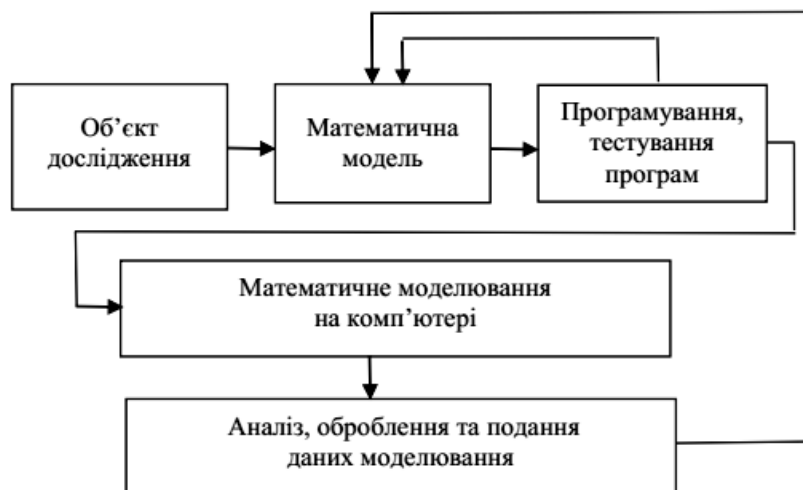 Об’єкт
дослідження
Математична
модель
Програмування,
тестування
програм
Математичне моделювання
на комп’ютері
Аналіз, оброблення та подання
даних моделювання